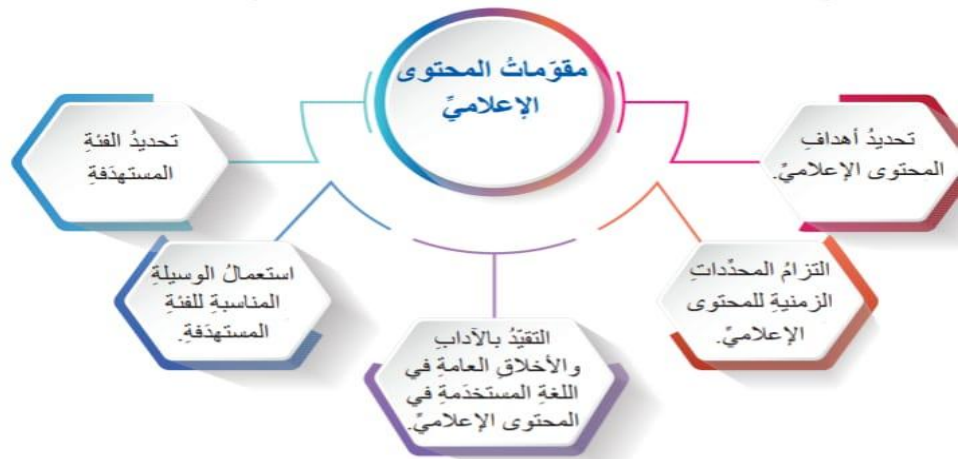 مقوّماتُ المحتوى
الإعلاميِّ
تحديدُ أهدافِ
المحتوى الإعلاميِّ.
التزامُ المحدِّداتِ
الزمنيةِ للمحتوى
الإعلاميِّ.
التقيّدُ بالآدابِ
والأخلاقِ العامةِ في
اللغةِ المستخدَمةِ في
المحتوى الإعلاميِّ.
استعمالُ الوسيلةِ
المناسبةِ للفئةِ
المستهدَفةِ.
تحديدُ الفئةِ
المستهدَفةِ